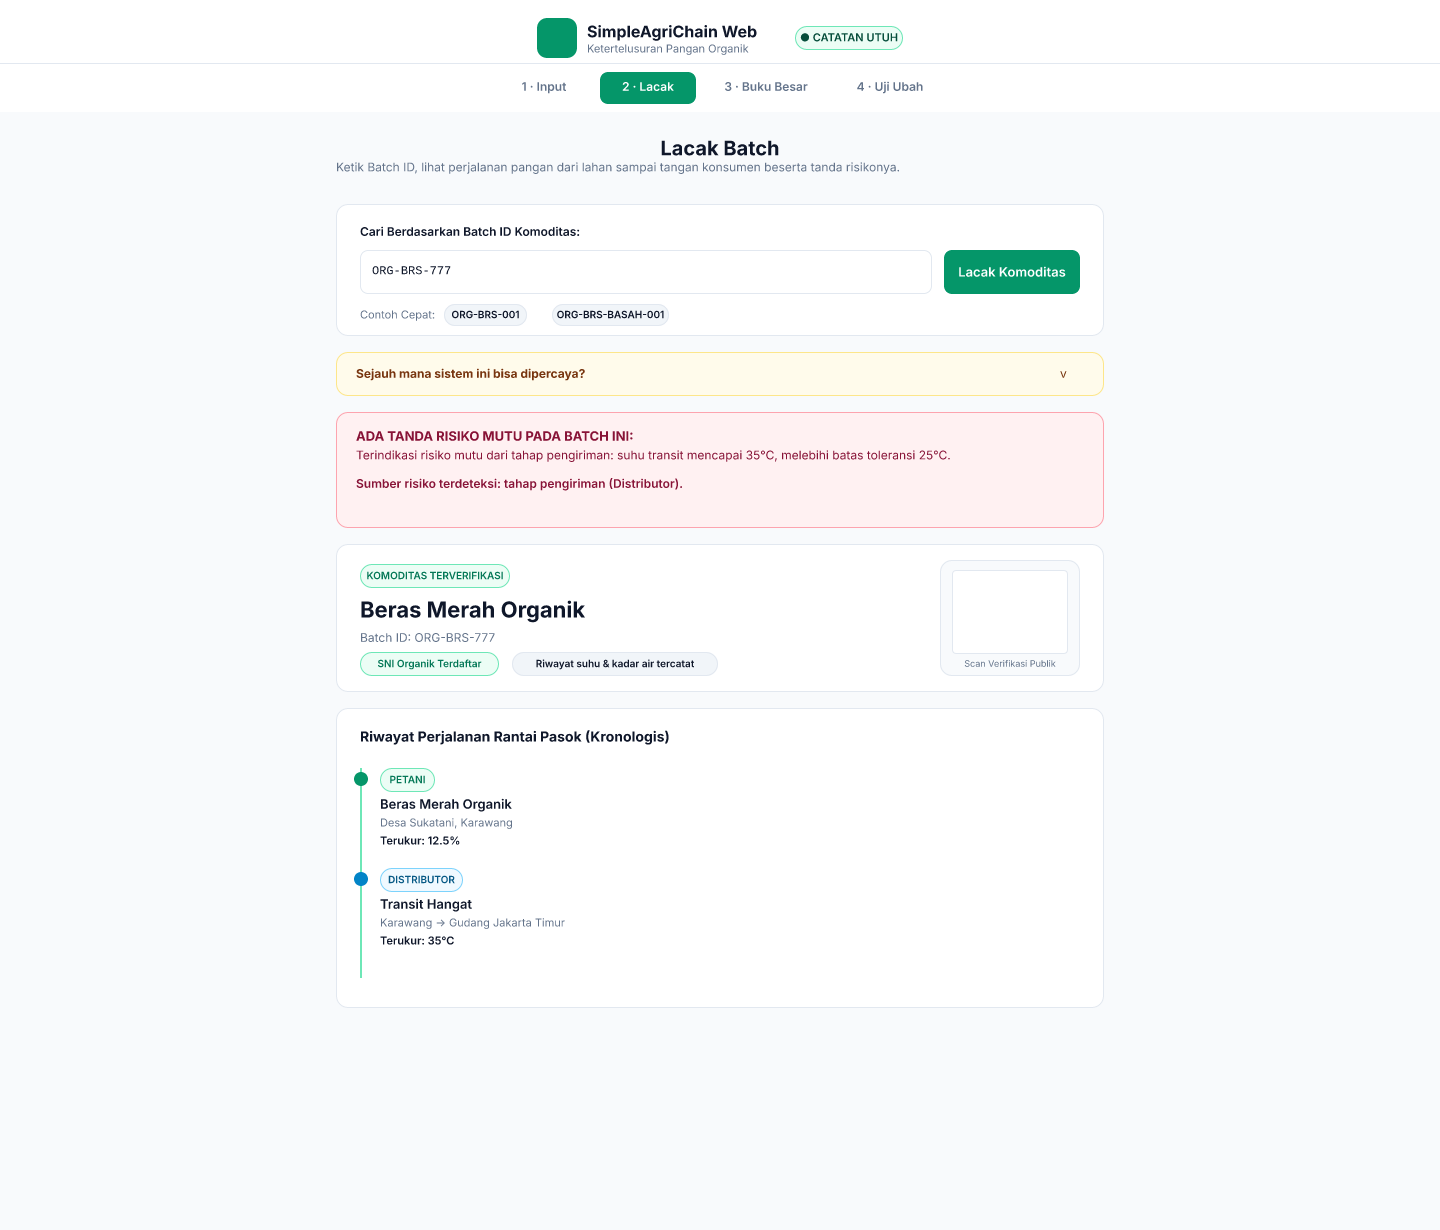 SimpleAgriChain Web
Ketertelusuran Pangan Organik
CATATAN UTUH
1 · Input
2 · Lacak
3 · Buku Besar
4 · Uji Ubah
Lacak Batch
Ketik Batch ID, lihat perjalanan pangan dari lahan sampai tangan konsumen beserta tanda risikonya.
Cari Berdasarkan Batch ID Komoditas:
ORG-BRS-777
Lacak Komoditas
Contoh Cepat:
ORG-BRS-001
ORG-BRS-BASAH-001
Sejauh mana sistem ini bisa dipercaya?
v
ADA TANDA RISIKO MUTU PADA BATCH INI:
Terindikasi risiko mutu dari tahap pengiriman: suhu transit mencapai 35°C, melebihi batas toleransi 25°C.
Sumber risiko terdeteksi: tahap pengiriman (Distributor).
KOMODITAS TERVERIFIKASI
Beras Merah Organik
Batch ID: ORG-BRS-777
SNI Organik Terdaftar
Riwayat suhu & kadar air tercatat
Scan Verifikasi Publik
Riwayat Perjalanan Rantai Pasok (Kronologis)
PETANI
Beras Merah Organik
Desa Sukatani, Karawang
Terukur: 12.5%
DISTRIBUTOR
Transit Hangat
Karawang → Gudang Jakarta Timur
Terukur: 35°C